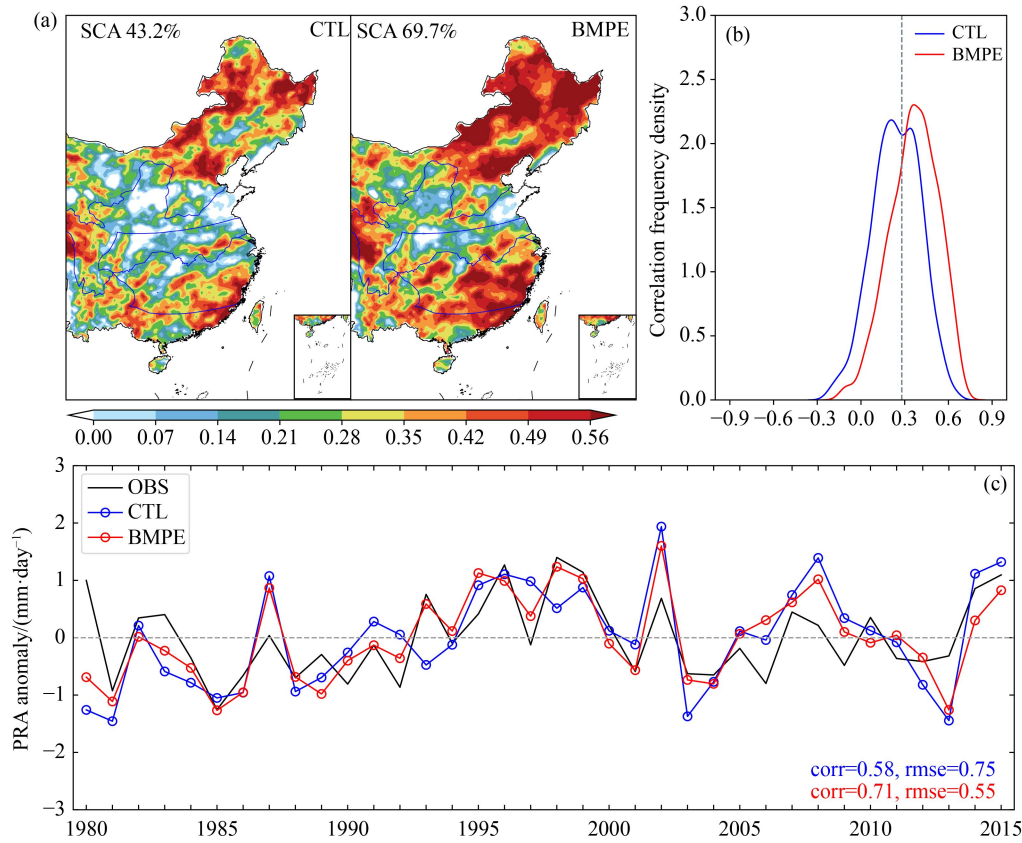 (a)
SCA 43.2%
CTL
SCA 69.7%
BMPE
0.00 0.07 0.14 0.21 0.28 0.35 0.42 0.49 0.56
(b)
CTL
BMPE
Correlation frequency density
3.0
2.5
2.0
1.5
1.0
0.5
0.0
−0.9 −0.6 −0.3 0.0 0.3 0.6 0.9
(c)
OBS
CTL
BMPE
PRA anomaly/(mm·day⁻¹)
3
2
1
0
−1
−2
−3
corr=0.58, rmse=0.75
corr=0.71, rmse=0.55
1980 1985 1990 1995 2000 2005 2010 2015